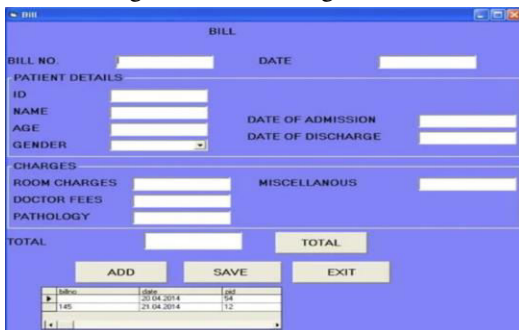 Bill
BILL
BILL NO. DATE
PATIENT DETAILS
ID
NAME
DATE OF ADMISSION
AGE
DATE OF DISCHARGE
GENDER
CHARGES
ROOM CHARGES MISCELLANOUS
DOCTOR FEES
PATHOLOGY
TOTAL TOTAL
ADD SAVE EXIT
billno date pid
20.04.2014 54
145 21.04.2014 12